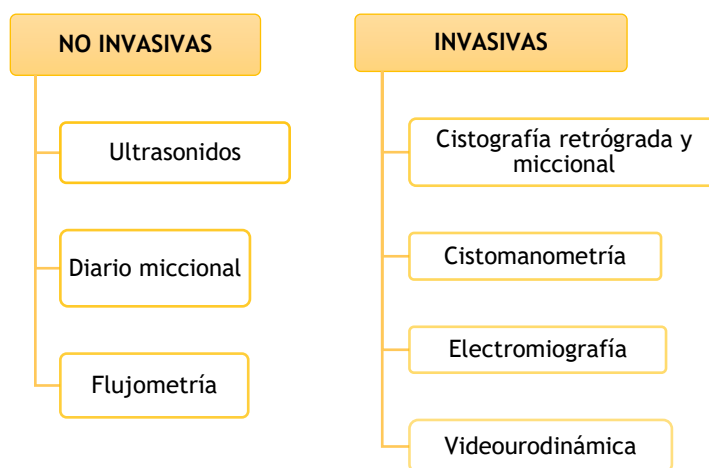 NO INVASIVAS
Ultrasonidos
Diario miccional
Flujometría
INVASIVAS
Cistografía retrógrada y
miccional
Cistomanometría
Electromiografía
Videourodinámica